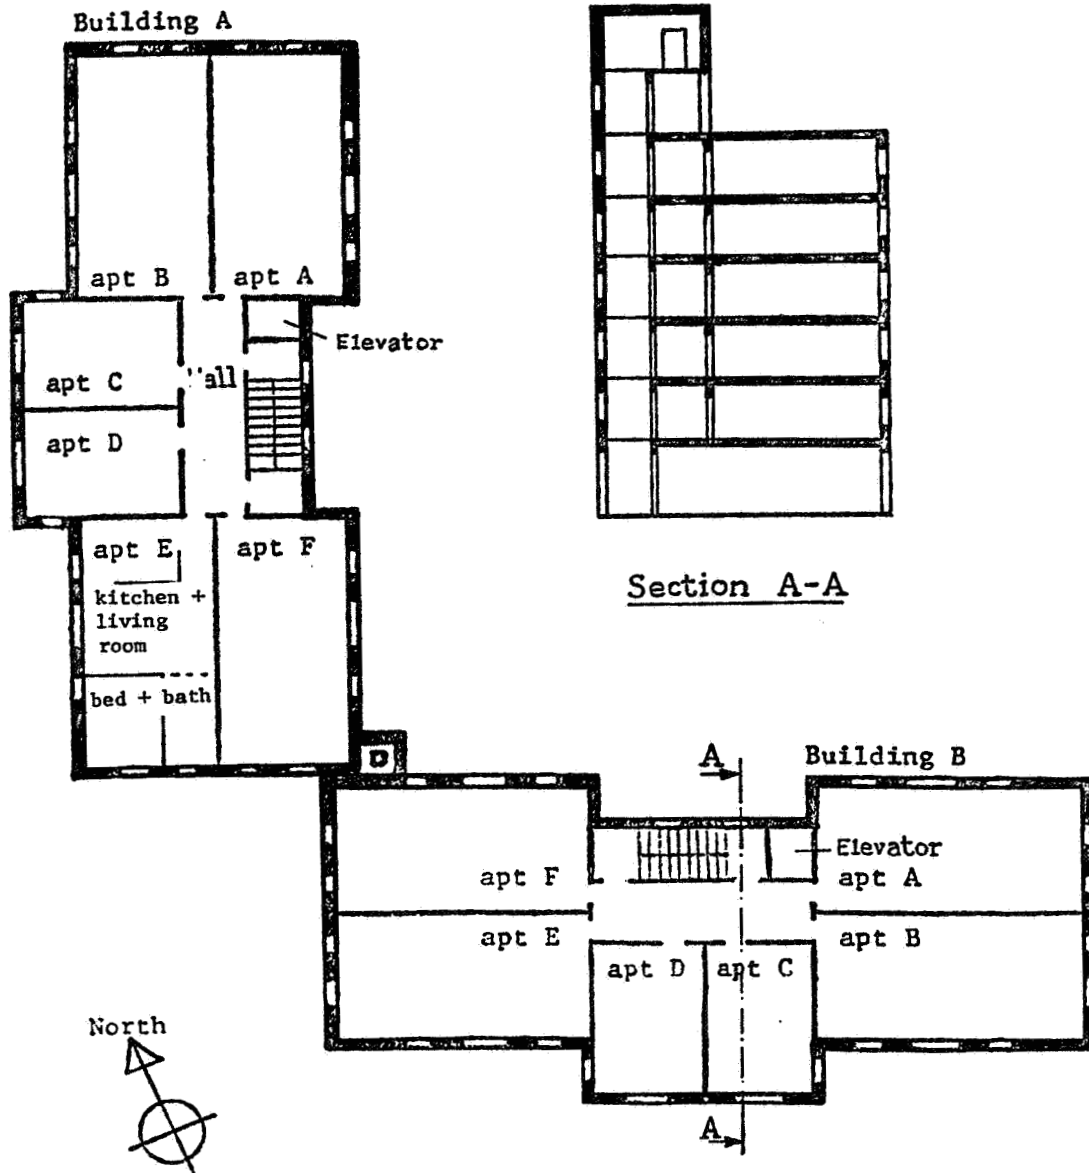 Building A
apt B
apt A
Elevator
apt C
apt D
apt E
apt F
kitchen +
living
room
bed + bath
Section A-A
D
A
Building B
Elevator
apt F
apt A
apt E
apt B
apt D
apt C
North
A